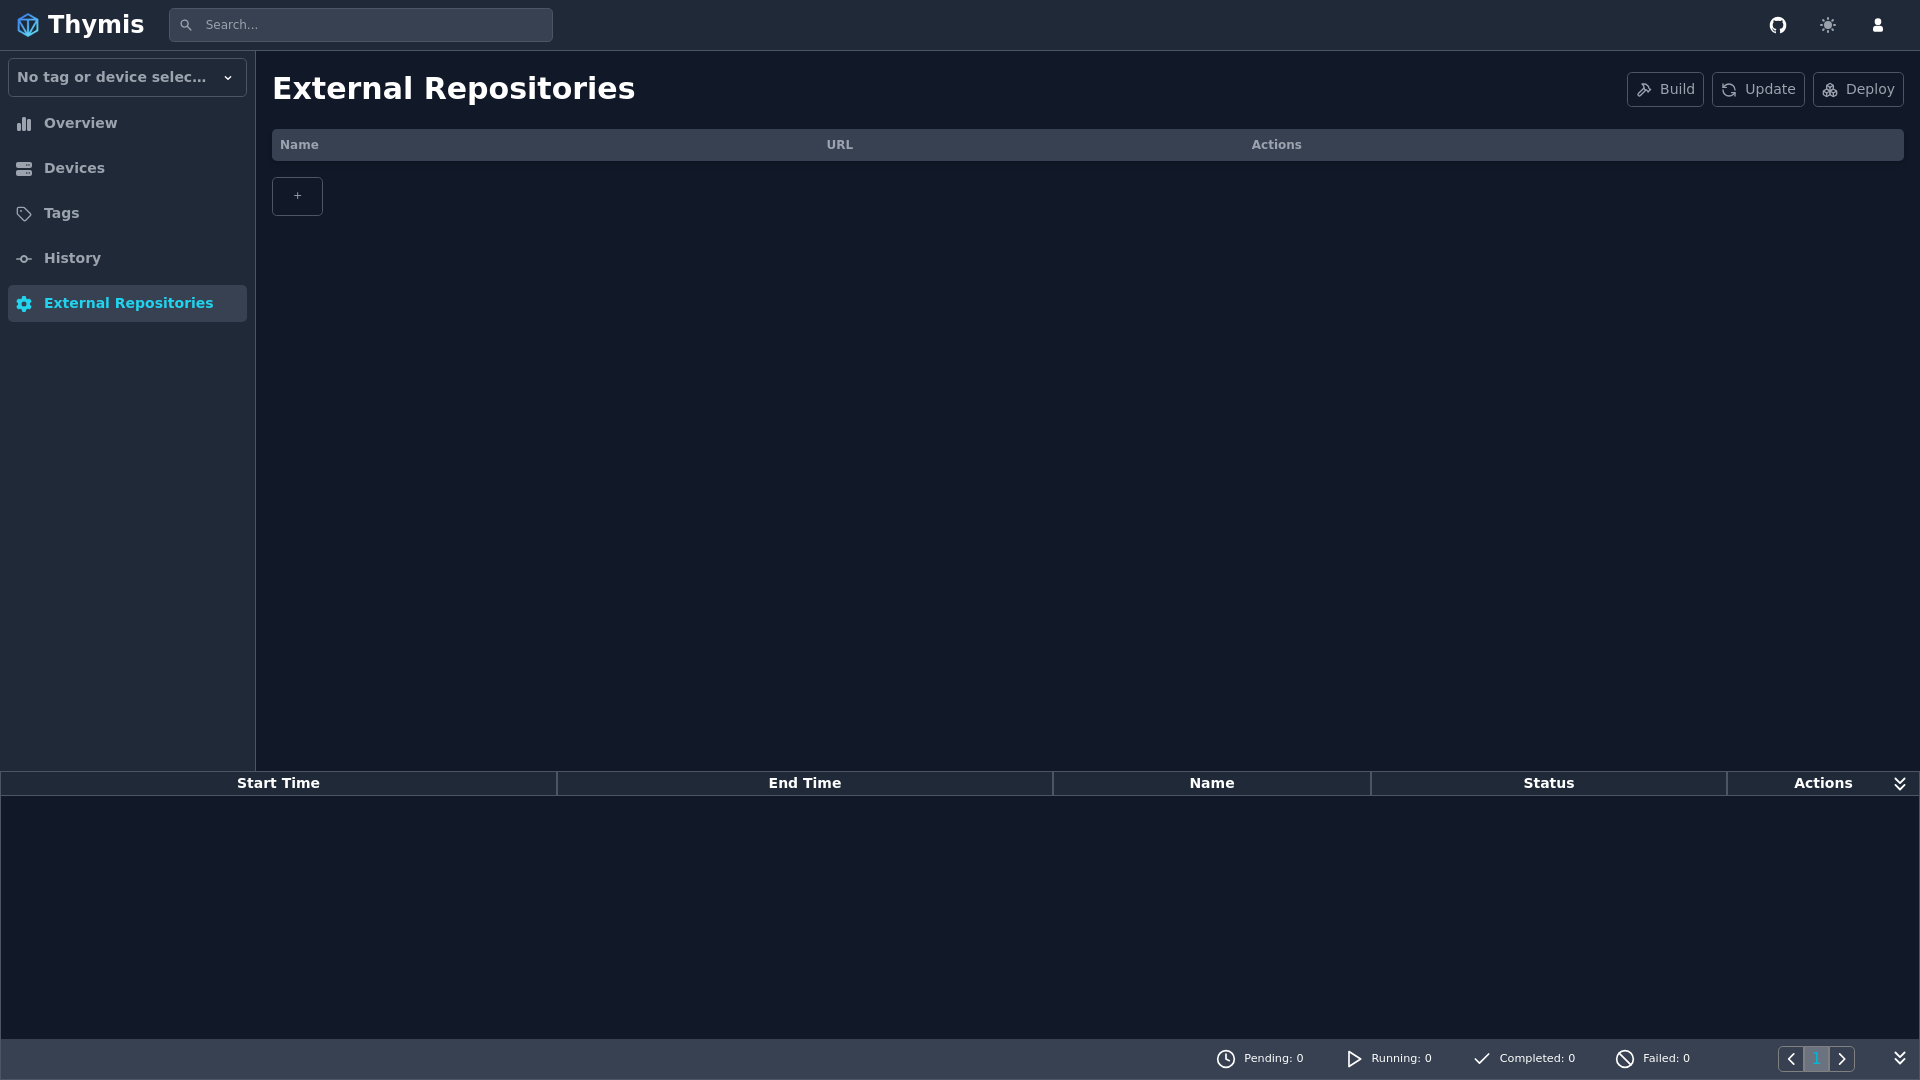 Thymis
Search...
No tag or device selec...
Overview
Devices
Tags
History
External Repositories
External Repositories
Build
Update
Deploy
Name
URL
Actions
+
Start Time
End Time
Name
Status
Actions
Pending: 0
Running: 0
Completed: 0
Failed: 0
1